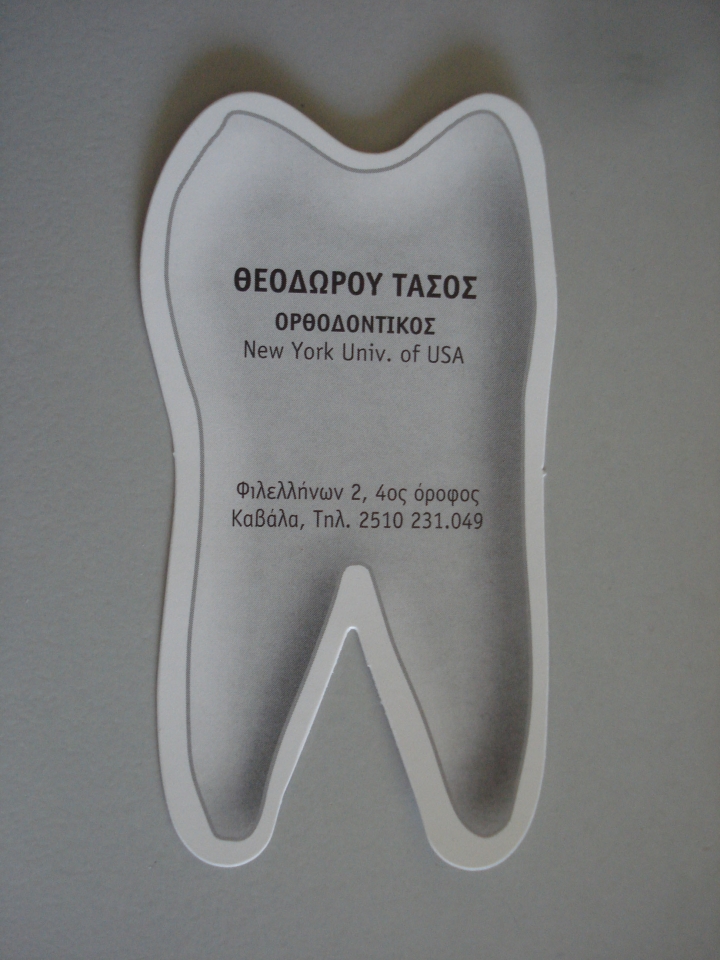 ΘΕΟΔΩΡΟΥ ΤΑΣΟΣ
ΟΡΘΟΔΟΝΤΙΚΟΣ
New York Univ. of USA
Φιλελλήνων 2, 4ος όροφος
Καβάλα, Τηλ. 2510 231.049